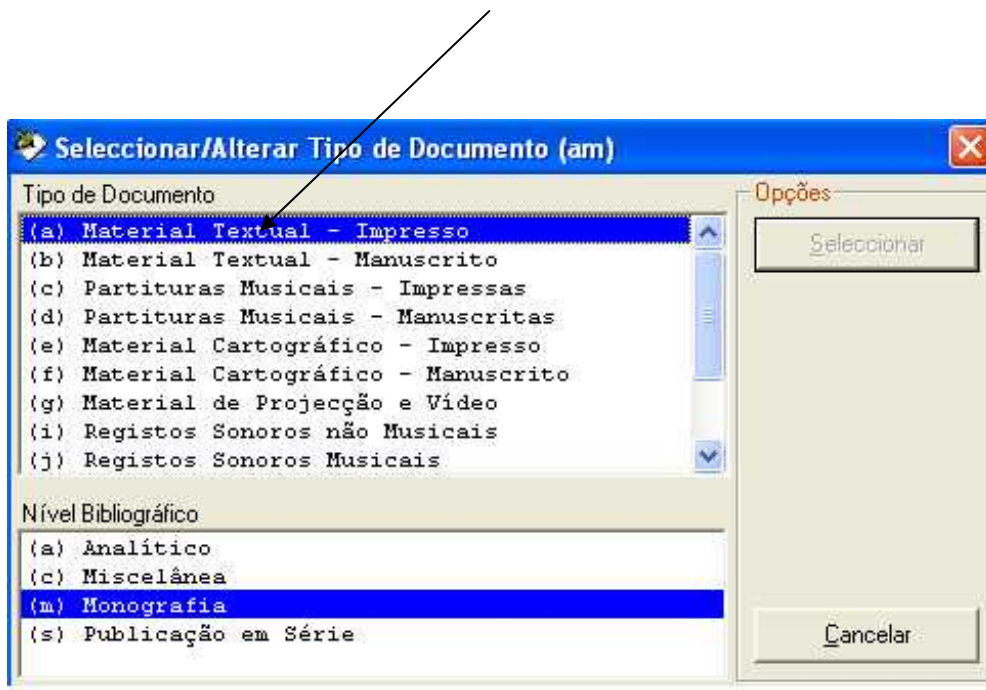 Seleccionar/Alterar Tipo de Documento (am)
Tipo de Documento
(a) Material Textual - Impresso
(b) Material Textual - Manuscrito
(c) Partituras Musicais - Impressas
(d) Partituras Musicais - Manuscritas
(e) Material Cartográfico - Impresso
(f) Material Cartográfico - Manuscrito
(g) Material de Projecção e Vídeo
(i) Registos Sonoros não Musicais
(j) Registos Sonoros Musicais
Nível Bibliográfico
(a) Analítico
(c) Miscelânea
(m) Monografia
(s) Publicação em Série
Opções
Seleccionar
Cancelar